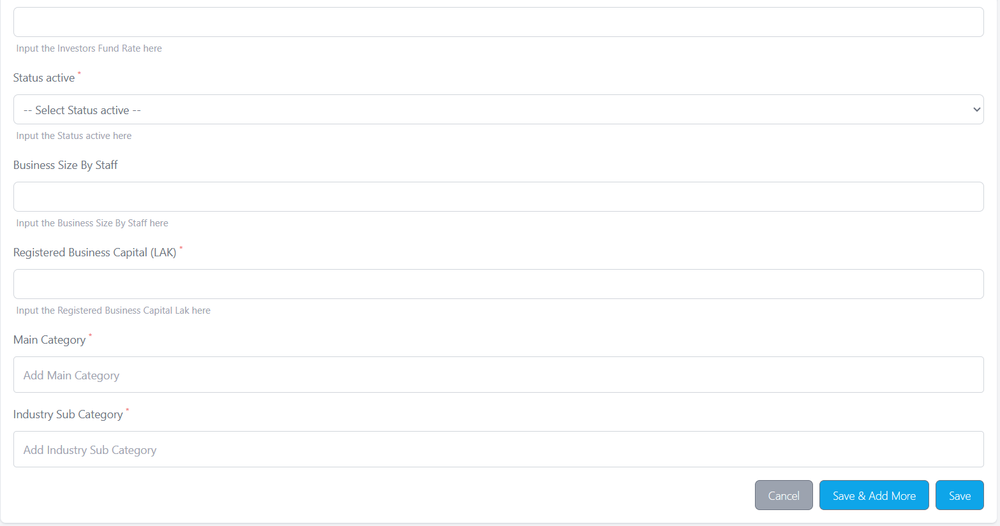 Input the Investors Fund Rate here
Status active *
-- Select Status active --
Input the Status active here
Business Size By Staff
Input the Business Size By Staff here
Registered Business Capital (LAK) *
Input the Registered Business Capital Lak here
Main Category *
Add Main Category
Industry Sub Category *
Add Industry Sub Category
Cancel Save & Add More Save